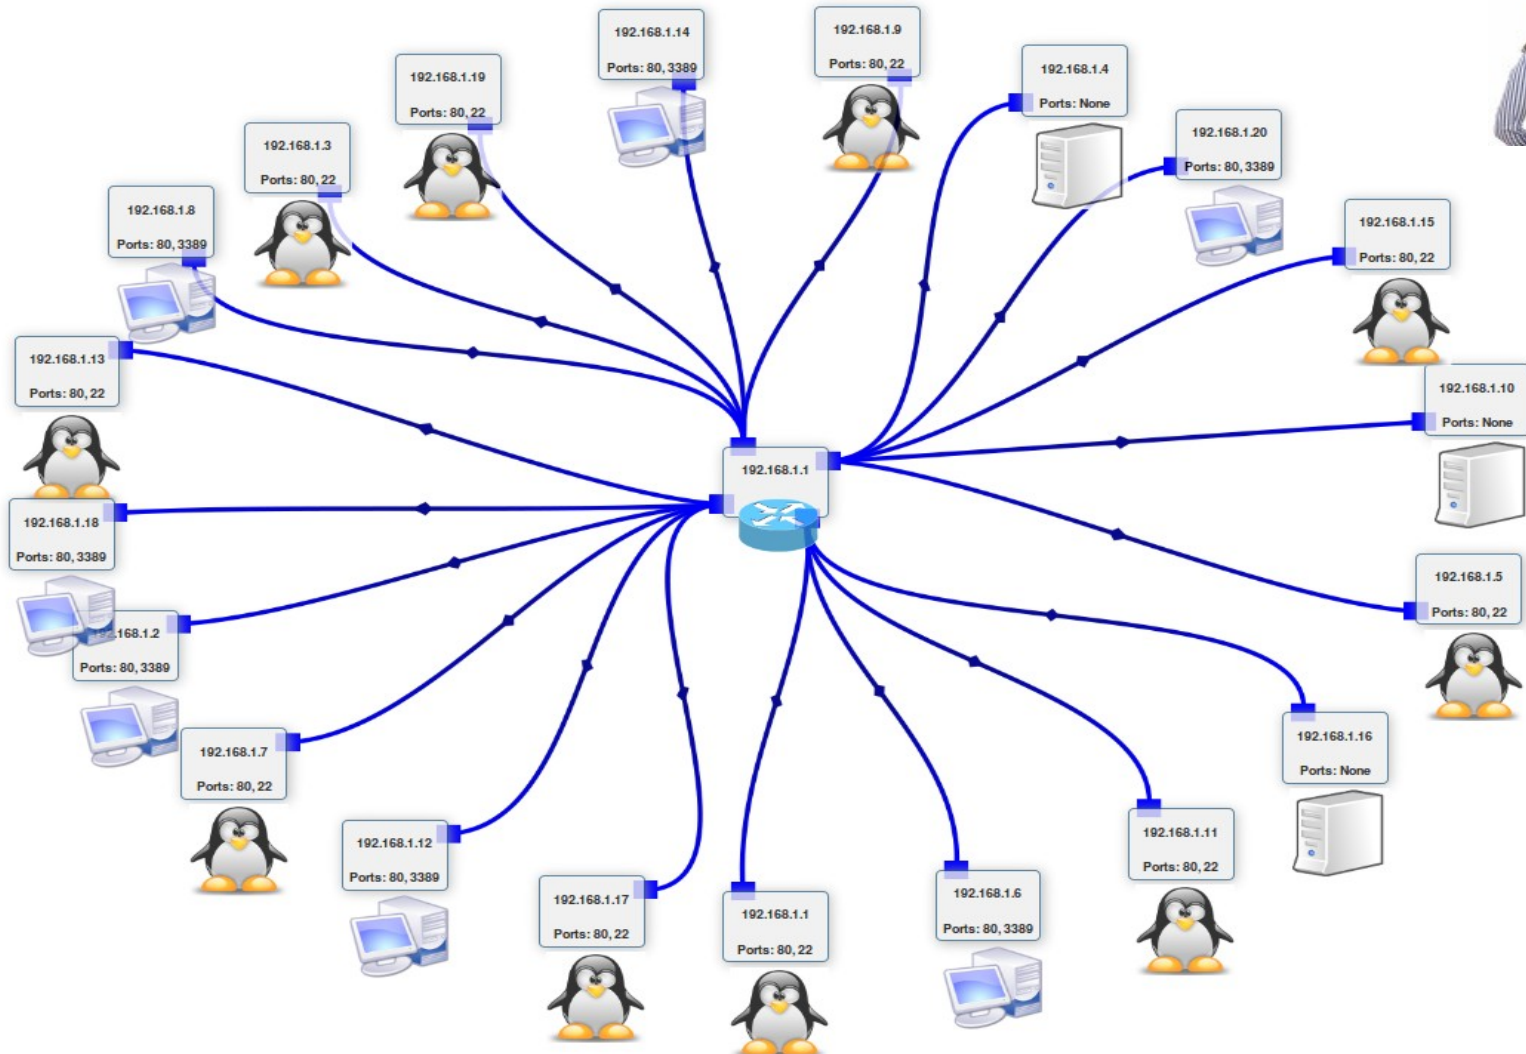 192.168.1.14
Ports: 80, 3389
192.168.1.9
Ports: 80, 22
192.168.1.19
Ports: 80, 22
192.168.1.4
Ports: None
192.168.1.3
Ports: 80, 22
192.168.1.20
Ports: 80, 3389
192.168.1.8
Ports: 80, 3389
192.168.1.15
Ports: 80, 22
192.168.1.13
Ports: 80, 22
192.168.1.10
Ports: None
192.168.1.1
192.168.1.18
Ports: 80, 3389
192.168.1.5
Ports: 80, 22
.168.1.2
Ports: 80, 3389
192.168.1.16
Ports: None
192.168.1.7
Ports: 80, 22
192.168.1.11
Ports: 80, 22
192.168.1.12
Ports: 80, 3389
192.168.1.6
Ports: 80, 3389
192.168.1.17
Ports: 80, 22
192.168.1.1
Ports: 80, 22